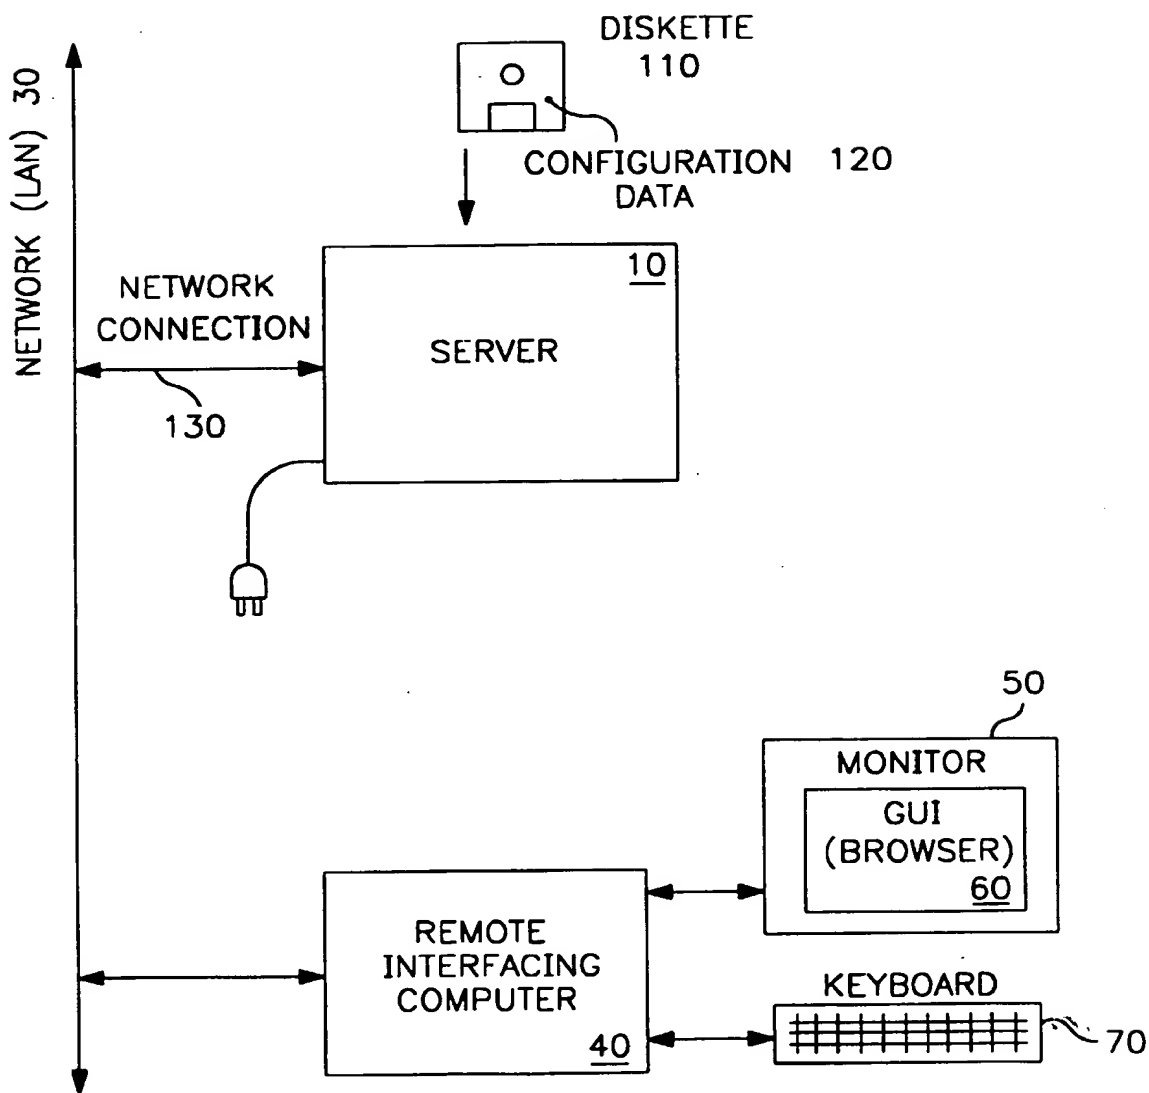 DISKETTE
110
CONFIGURATION 120
DATA
NETWORK (LAN) 30
10
SERVER
NETWORK
CONNECTION
130
50
MONITOR
GUI
(BROWSER)
60
REMOTE
INTERFACING
COMPUTER
40
KEYBOARD
70